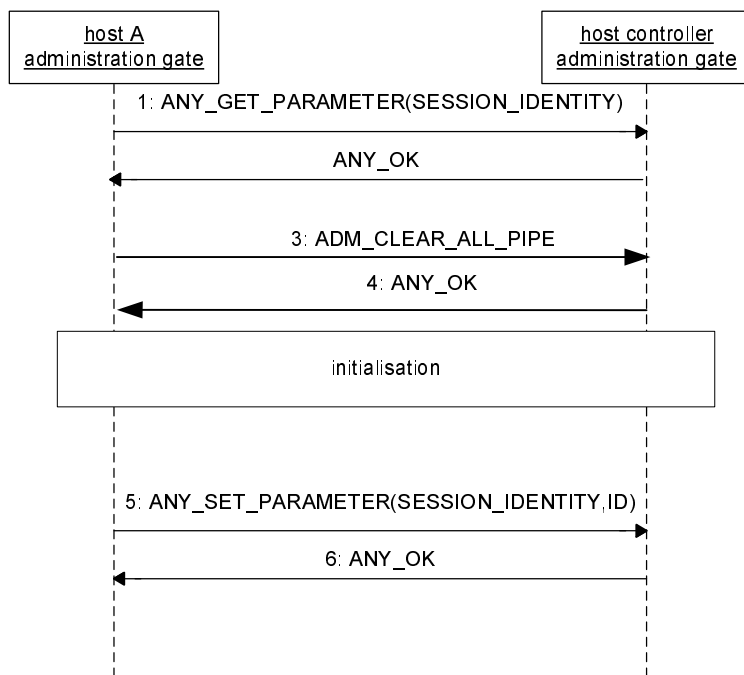 host A
administration gate
host controller
administration gate
1: ANY_GET_PARAMETER(SESSION_IDENTITY)
ANY_OK
3: ADM_CLEAR_ALL_PIPE
4: ANY_OK
initialisation
5: ANY_SET_PARAMETER(SESSION_IDENTITY,ID)
6: ANY_OK